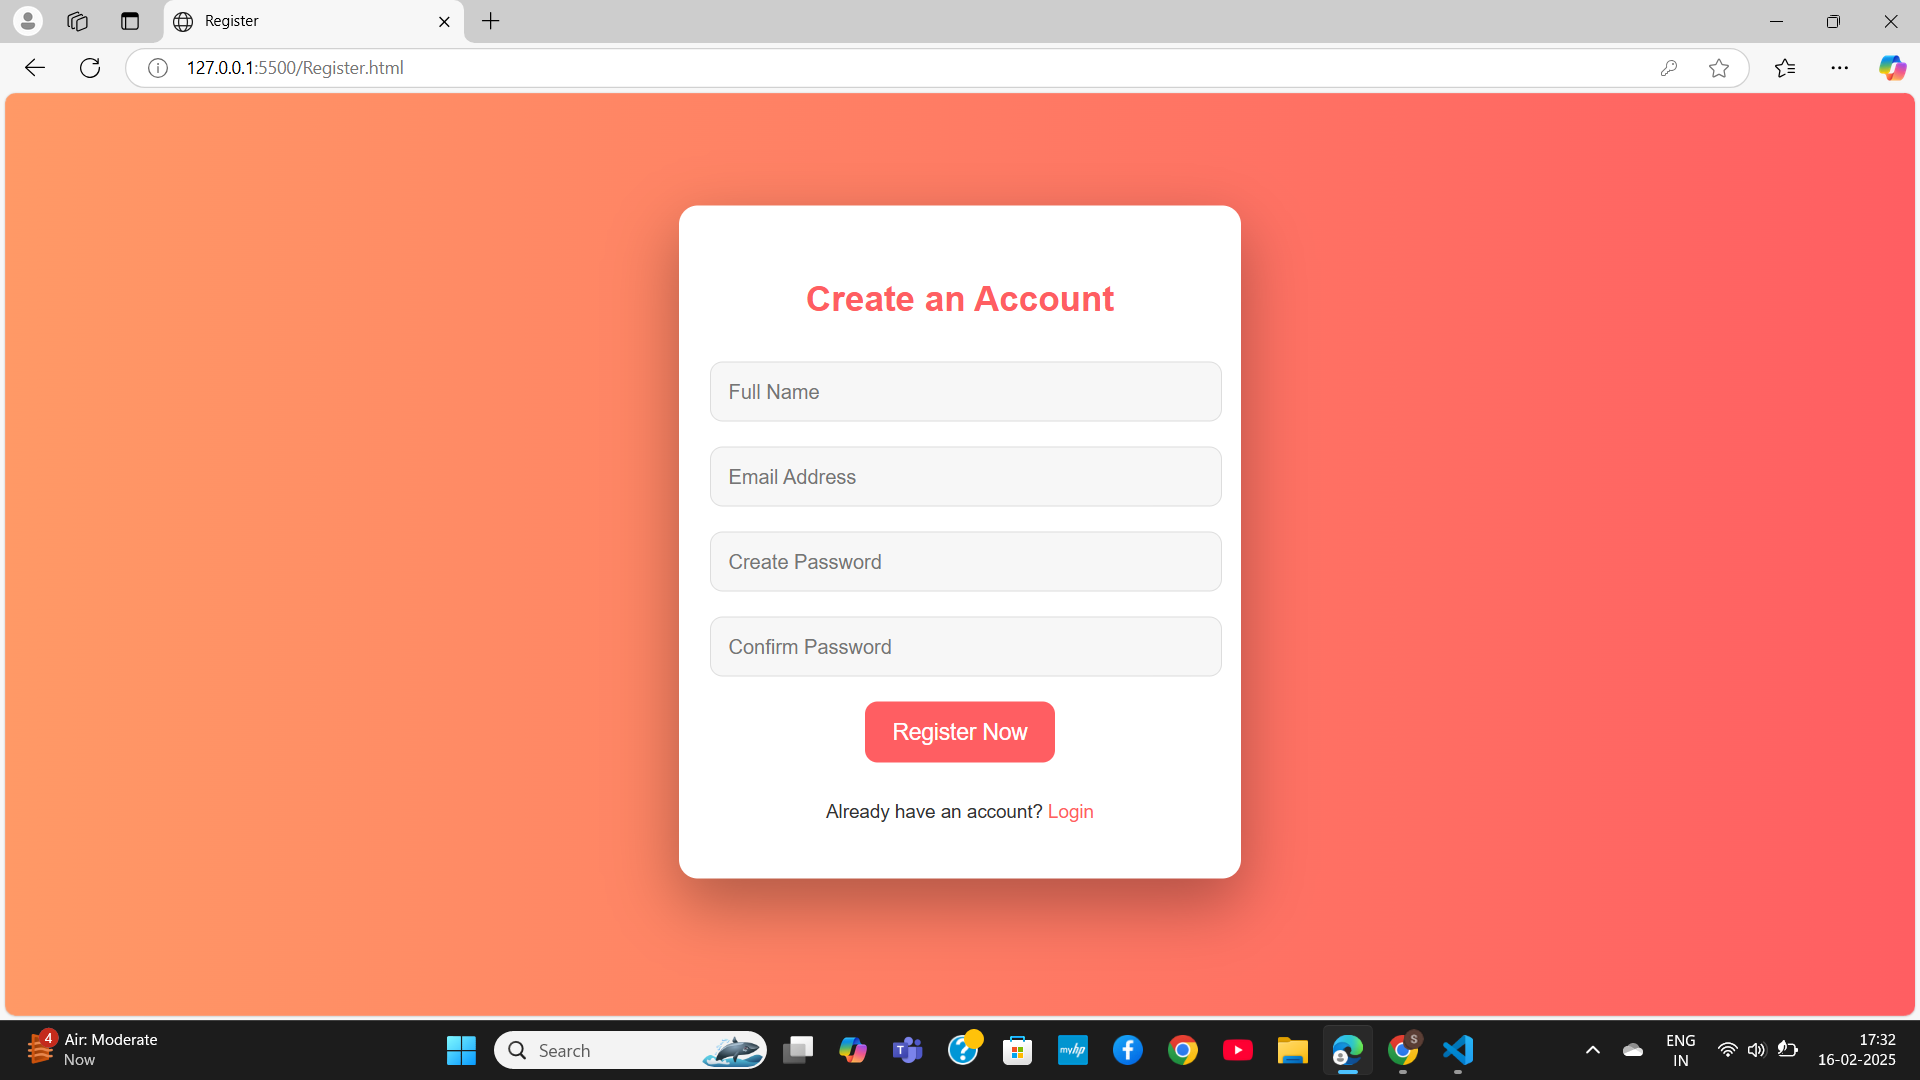 Register
127.0.0.1:5500/Register.html
Create an Account
Full Name
Email Address
Create Password
Confirm Password
Register Now
Already have an account? Login
4
Air: Moderate
Now
Search
T
?
myhp
f
S
ENG
IN
17:32
16-02-2025